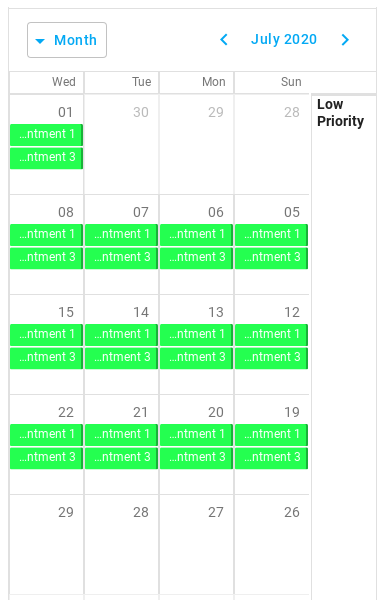 Month
July 2020
Wed Tue Mon Sun
Low
Priority
01 30 29 28
...ntment 1
...ntment 3
08 07 06 05
...ntment 1 ...ntment 1 ...ntment 1 ...ntment 1
...ntment 3 ...ntment 3 ...ntment 3 ...ntment 3
15 14 13 12
...ntment 1 ...ntment 1 ...ntment 1 ...ntment 1
...ntment 3 ...ntment 3 ...ntment 3 ...ntment 3
22 21 20 19
...ntment 1 ...ntment 1 ...ntment 1 ...ntment 1
...ntment 3 ...ntment 3 ...ntment 3 ...ntment 3
29 28 27 26